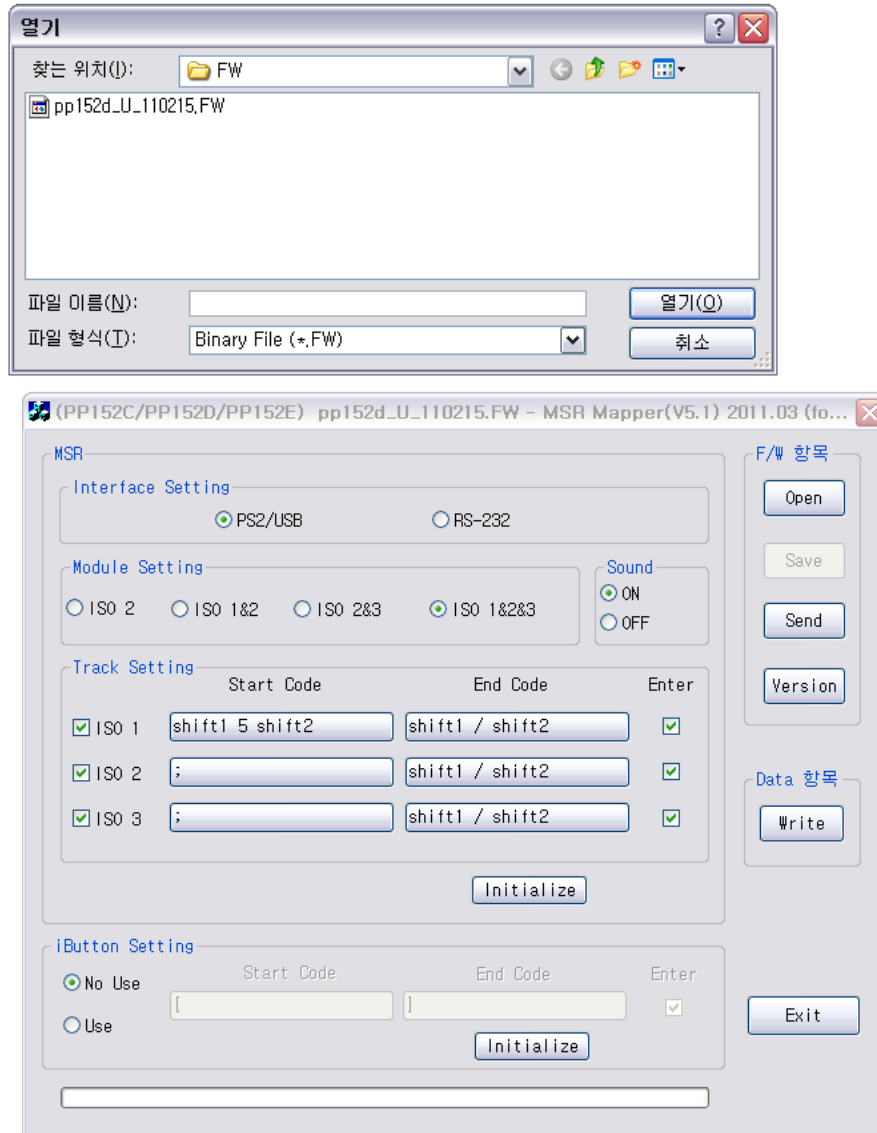 열기
찾는 위치(I): FW
pp152d_U_110215.FW
파일 이름(N): 열기(O)
파일 형식(T): Binary File (*.FW) 취소
(PP152C/PP152D/PP152E) pp152d_U_110215.FW - MSR Mapper(V5.1) 2011.03 (fo...
MSR F/W 항목
Interface Setting
PS2/USB RS-232 Open
Module Setting Sound Save
ISO 2 ISO 1&2 ISO 2&3 ISO 1&2&3 ON
OFF Send
Track Setting
Start Code End Code Enter Version
ISO 1 shift1 5 shift2 shift1 / shift2
ISO 2 ; shift1 / shift2 Data 항목
ISO 3 ; shift1 / shift2 Write
Initialize
iButton Setting
No Use Start Code End Code Enter
[ ]
Use Exit
Initialize